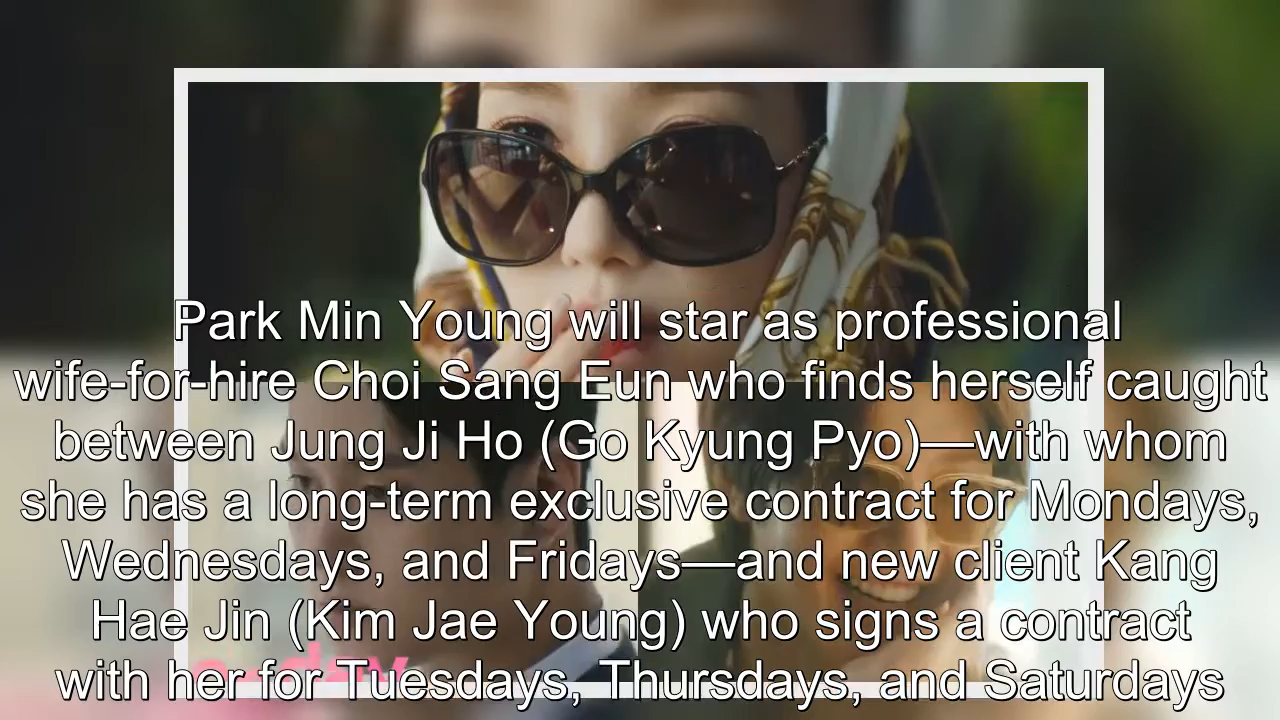 Park Min Young will star as professional
wife-for-hire Choi Sang Eun who finds herself caught
between Jung Ji Ho (Go Kyung Pyo)—with whom
she has a long-term exclusive contract for Mondays,
Wednesdays, and Fridays—and new client Kang
Hae Jin (Kim Jae Young) who signs a contract
with her for Tuesdays, Thursdays, and Saturdays